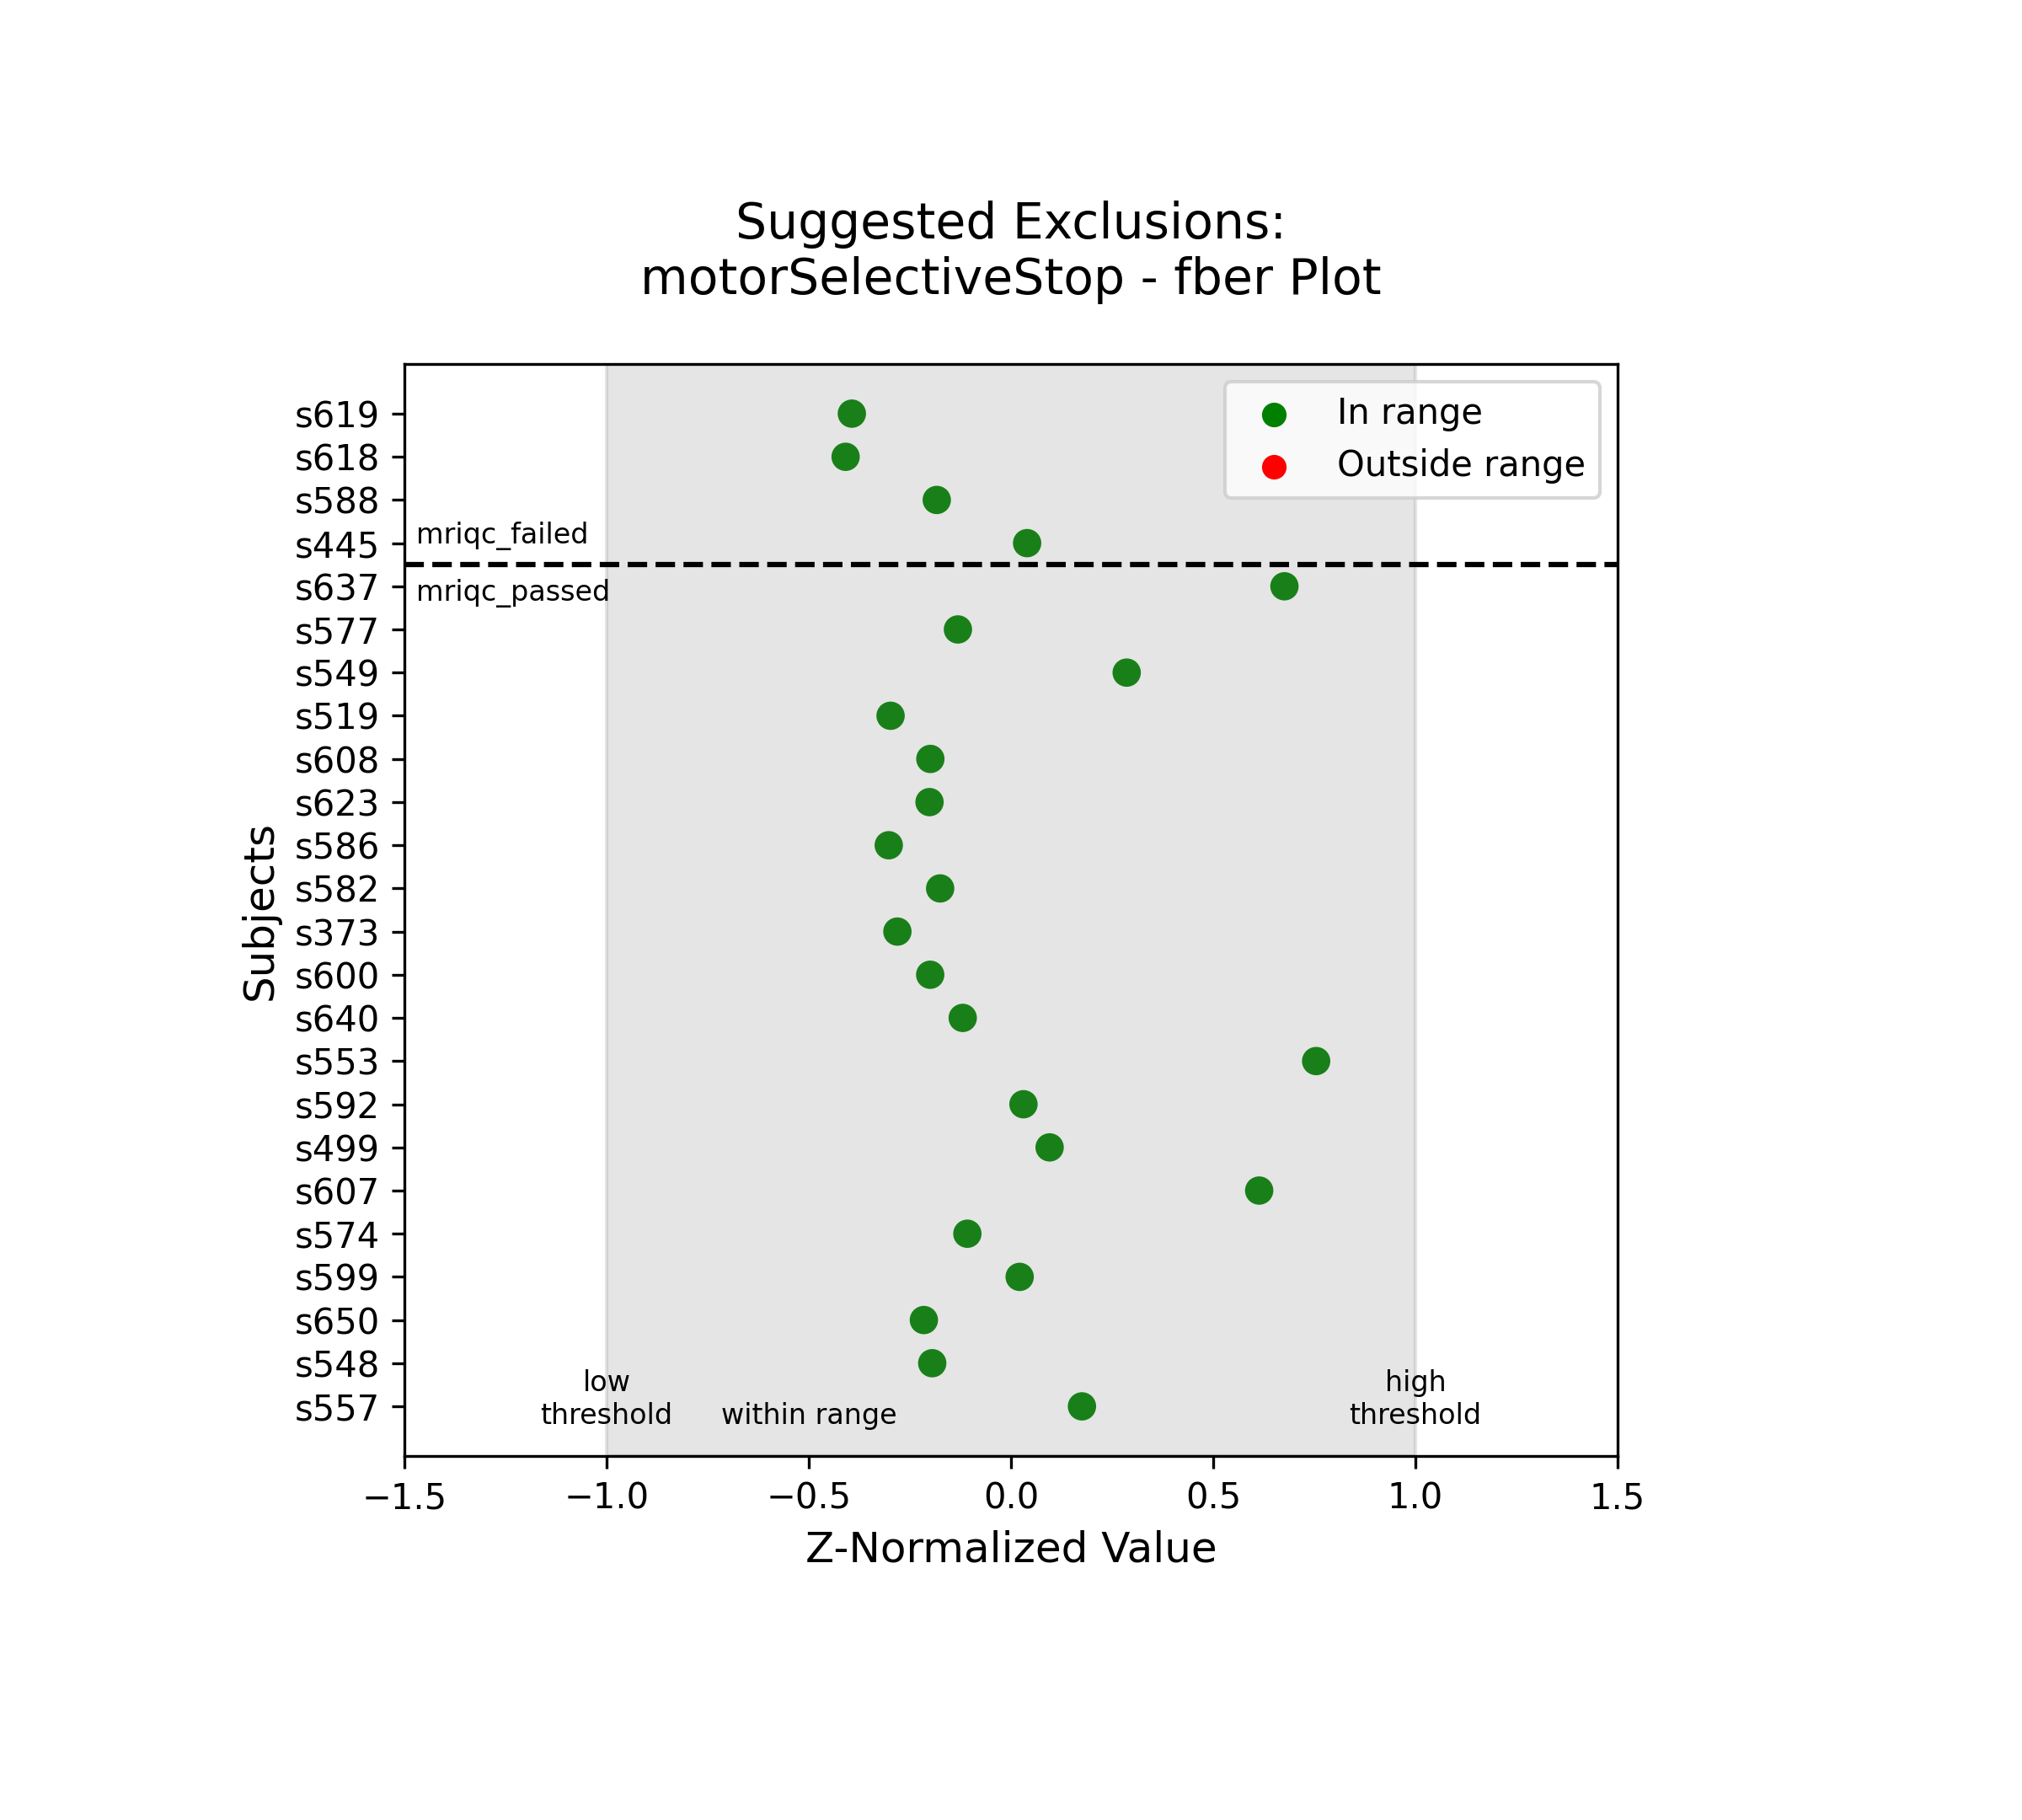 Suggested Exclusions:
motorSelectiveStop - fber Plot
In range
Outside range
s619
s618
s588
s445
mriqc_failed
mriqc_passed
s637
s577
s549
s519
s608
s623
s586
s582
s373
s600
s640
s553
s592
s499
s607
s574
s599
s650
s548
s557
Subjects
low
threshold
within range
high
threshold
−1.5 −1.0 −0.5 0.0 0.5 1.0 1.5
Z-Normalized Value